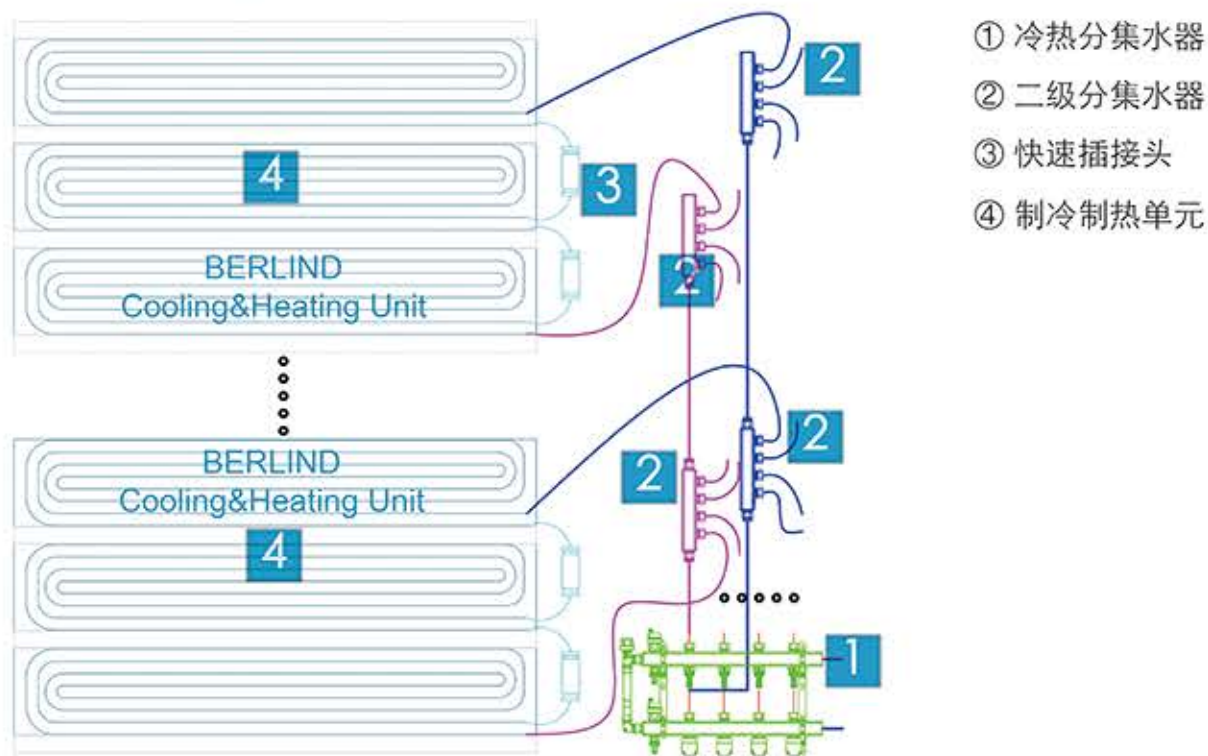 ① 冷热分集水器
② 二级分集水器
③ 快速插接头
④ 制冷制热单元
2
4
3
2
BERLIND
Cooling&Heating Unit
2
2
BERLIND
Cooling&Heating Unit
4
1